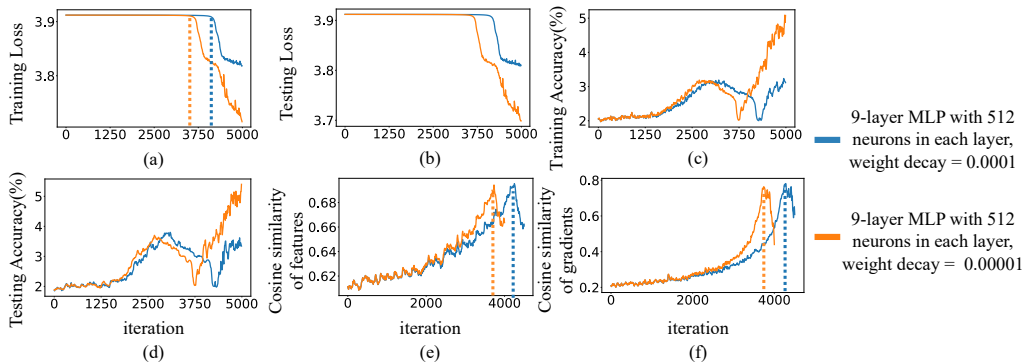 Training Loss
3.9
3.8
0 1250 2500 3750 5000
(a)
Testing Loss
3.9
3.8
3.7
0 1250 2500 3750 5000
(b)
Training Accuracy(%)
5
4
3
2
0 1250 2500 3750 5000
(c)
9-layer MLP with 512
neurons in each layer,
weight decay = 0.0001
Testing Accuracy(%)
5
4
3
2
0 1250 2500 3750 5000
iteration
(d)
Cosine similarity
of features
0.68
0.66
0.64
0.62
0 2000 4000
iteration
(e)
Cosine similarity
of gradients
0.8
0.6
0.4
0.2
0 2000 4000
iteration
(f)
9-layer MLP with 512
neurons in each layer,
weight decay = 0.00001